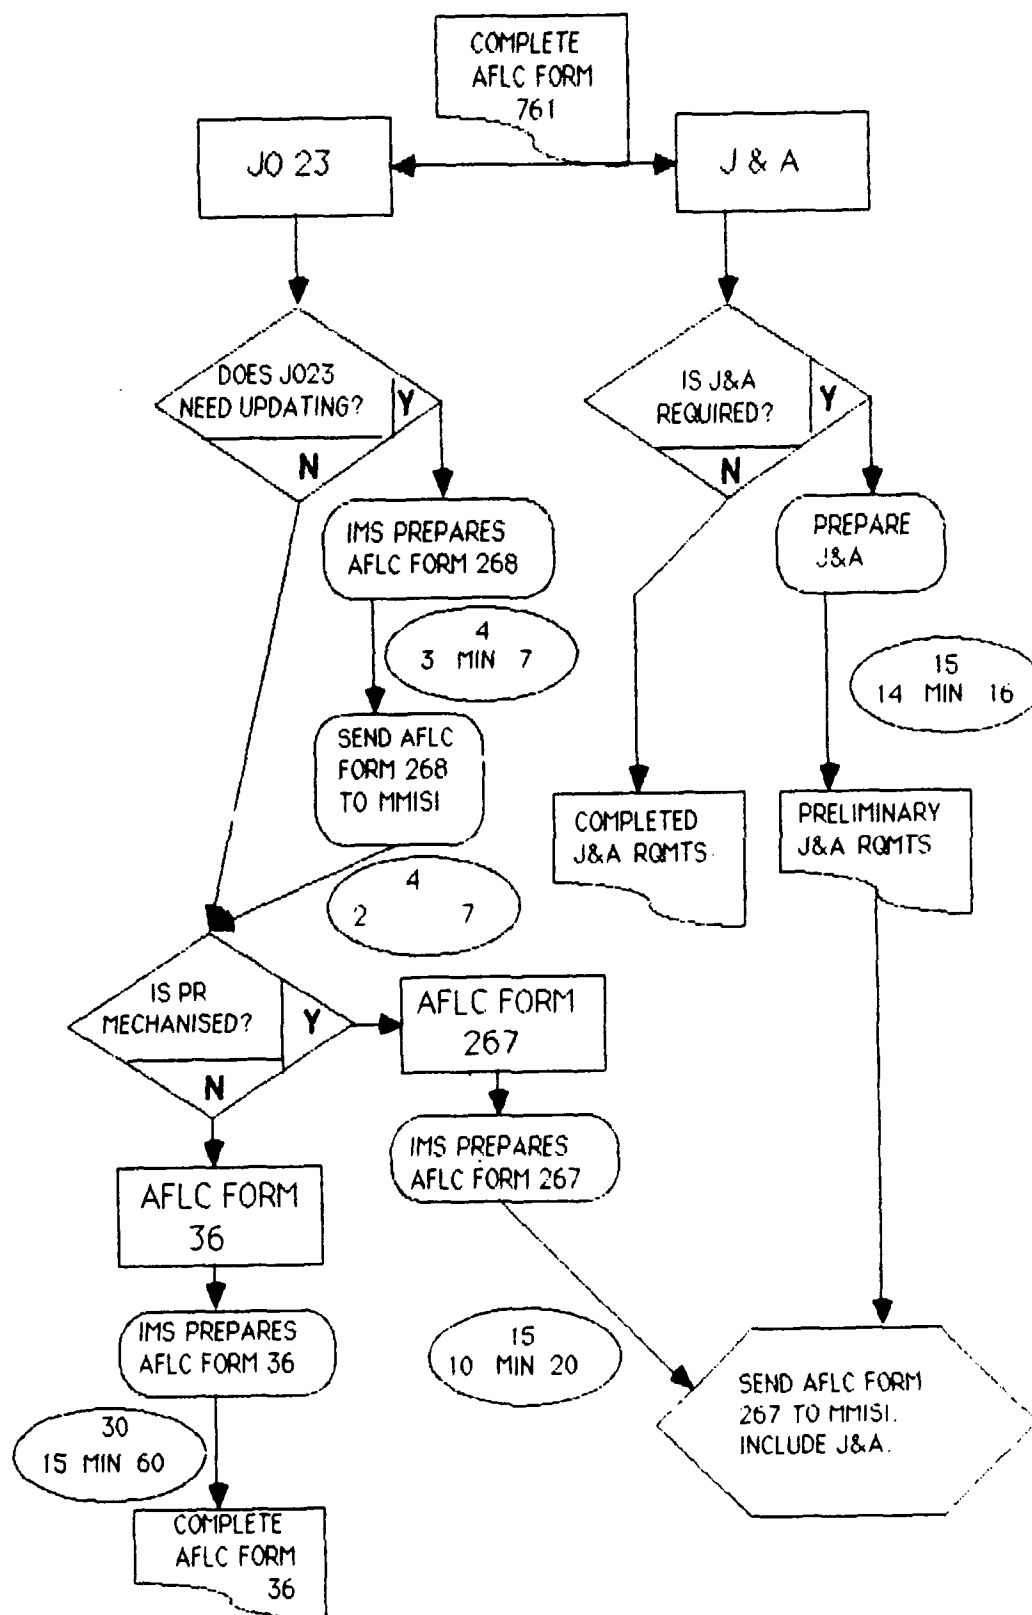 COMPLETE
AFLC FORM
761
JO 23
J & A
DOES JO23
NEED UPDATING?
Y
N
IS J&A
REQUIRED?
Y
N
IMS PREPARES
AFLC FORM 268
PREPARE
J&A
4
3 MIN 7
15
14 MIN 16
SEND AFLC
FORM 268
TO MMISI
COMPLETED
J&A RQMTS
PRELIMINARY
J&A RQMTS
4
2 7
IS PR
MECHANISED?
Y
N
AFLC FORM
267
IMS PREPARES
AFLC FORM 267
AFLC FORM
36
IMS PREPARES
AFLC FORM 36
15
10 MIN 20
SEND AFLC FORM
267 TO MMISI.
INCLUDE J&A.
30
15 MIN 60
COMPLETE
AFLC FORM
36